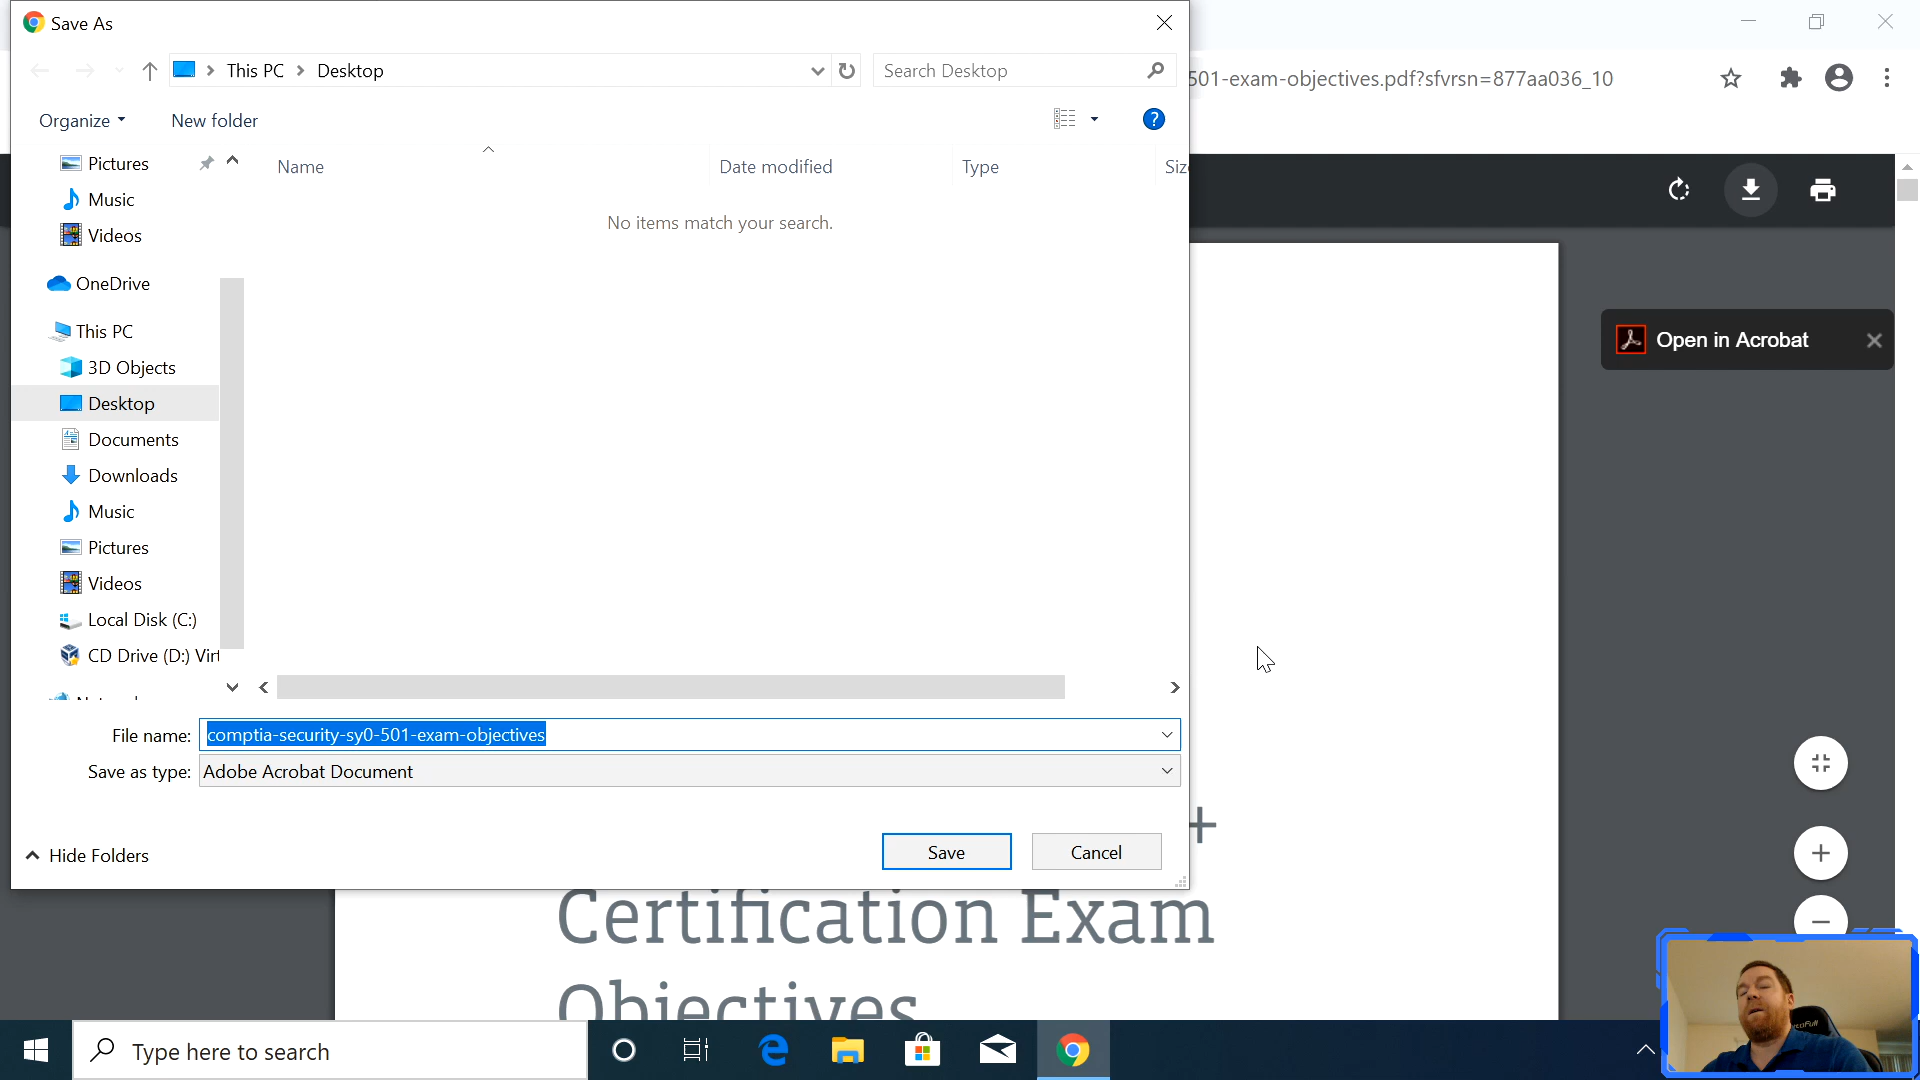 Save As
This PC
Desktop
Search Desktop
501-exam-objectives.pdf?sfvrsn=877aa036_10
Organize
New folder
?
Pictures
Name
Date modified
Type
Music
No items match your search.
Videos
OneDrive
This PC
Open in Acrobat
3D Objects
Desktop
Documents
Downloads
Music
Pictures
Videos
Local Disk (C:)
CD Drive (D:)
File name: comptia-security-sy0-501-exam-objectives
Save as type: Adobe Acrobat Document
+
Hide Folders
Save
Cancel
Certification Exam
Objectives
Type here to search